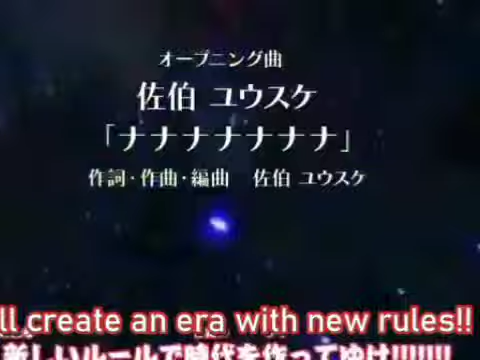 オープニング曲
佐伯 ユウスケ
「ナナナナナナナ」
作詞・作曲・編曲 佐伯 ユウスケ
ll create an era with new rules!!
新しいルールで時代を作ってゆけ!!!!!!!